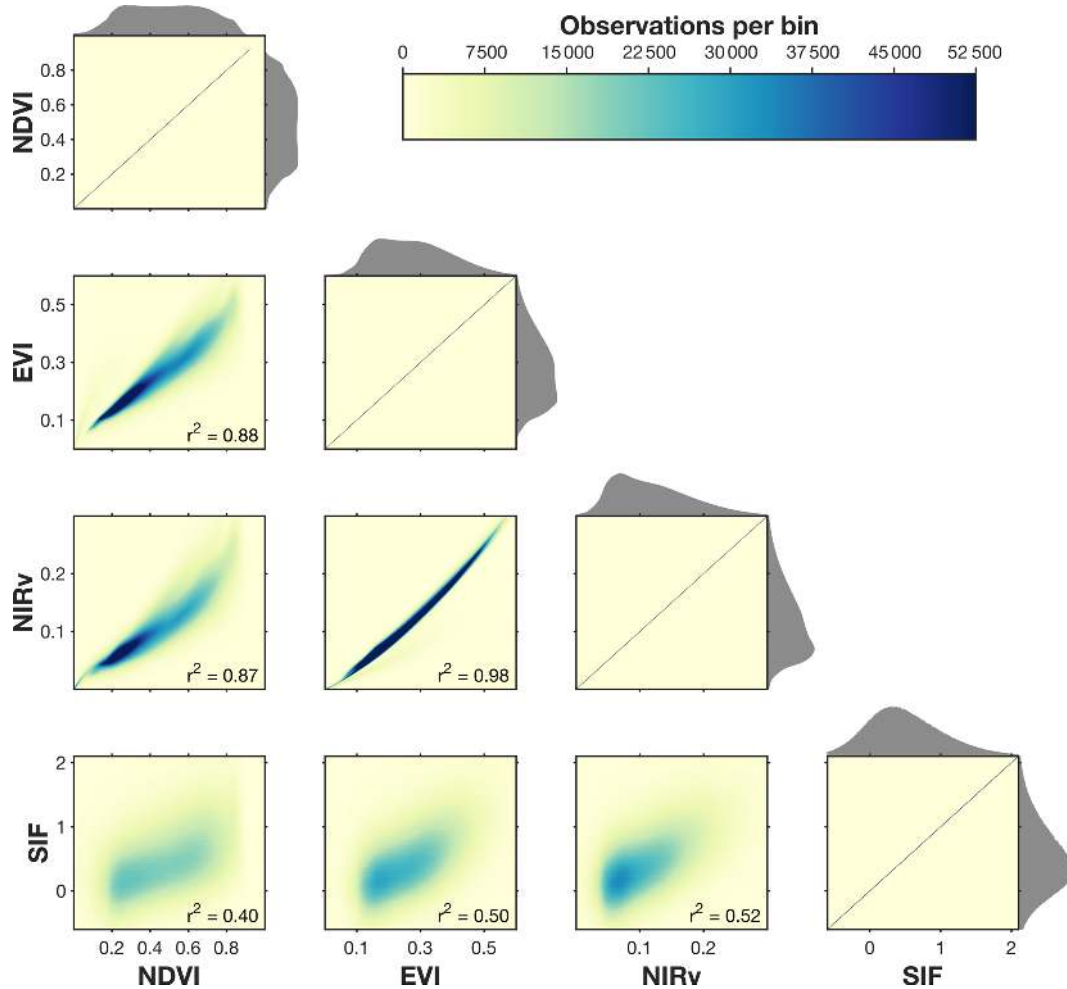 Observations per bin
0 7500 15000 22500 30000 37500 45000 52500
NDVI
0.8
0.6
0.4
0.2
EVI
0.5
0.3
0.1
r² = 0.88
NIRv
0.2
0.1
r² = 0.87
r² = 0.98
SIF
2
1
0
r² = 0.40
r² = 0.50
r² = 0.52
0.2 0.4 0.6 0.8
0.1 0.3 0.5
0.1 0.2
0 1 2
NDVI
EVI
NIRv
SIF